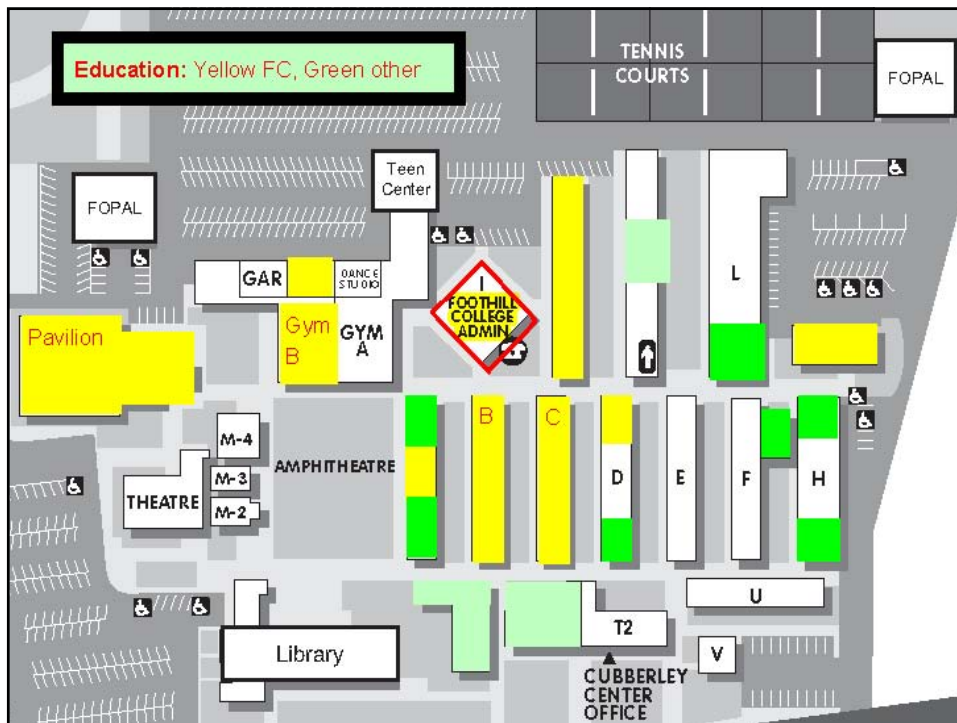 Education: Yellow FC, Green other
TENNIS
COURTS
FOPAL
Teen
Center
FOPAL
GAR
DANCE
STUDIO
I
FOOTHILL
COLLEGE
ADMIN
L
Pavilion
Gym
B
GYM
A
B
C
D
E
F
H
M-4
M-3
M-2
THEATRE
AMPHITHEATRE
Library
T2
U
V
CUBBERLEY
CENTER
OFFICE